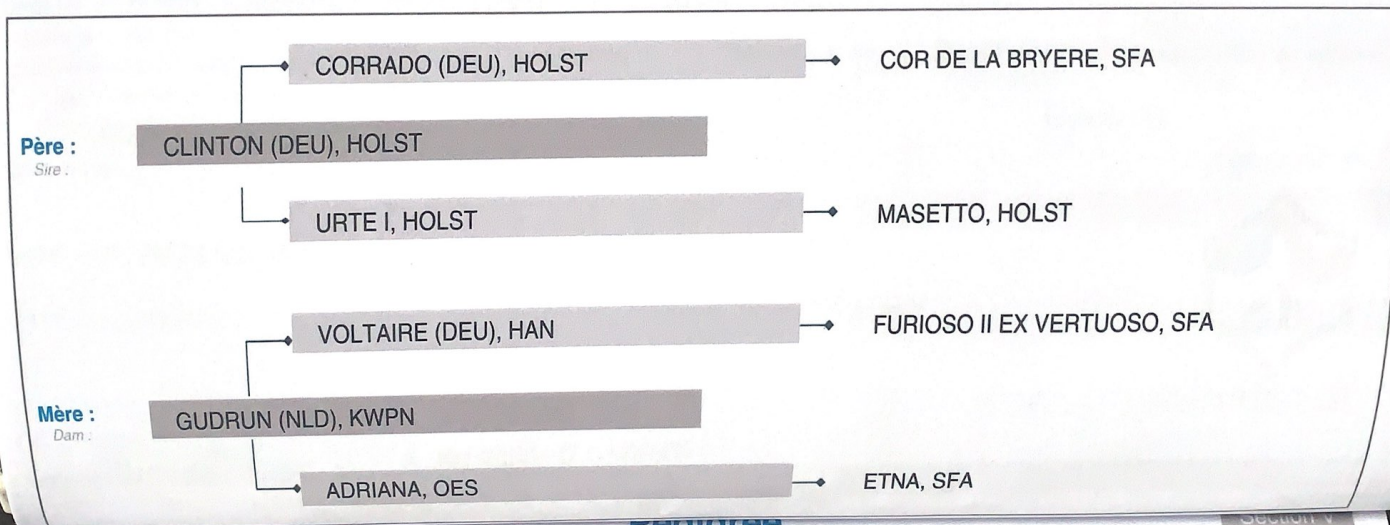 CORRADO (DEU), HOLST
COR DE LA BRYERE, SFA
Père :
Sire :
CLINTON (DEU), HOLST
URTE I, HOLST
MASETTO, HOLST
VOLTAIRE (DEU), HAN
FURIOSO II EX VERTUOSO, SFA
Mère :
Dam :
GUDRUN (NLD), KWPN
ADRIANA, OES
ETNA, SFA